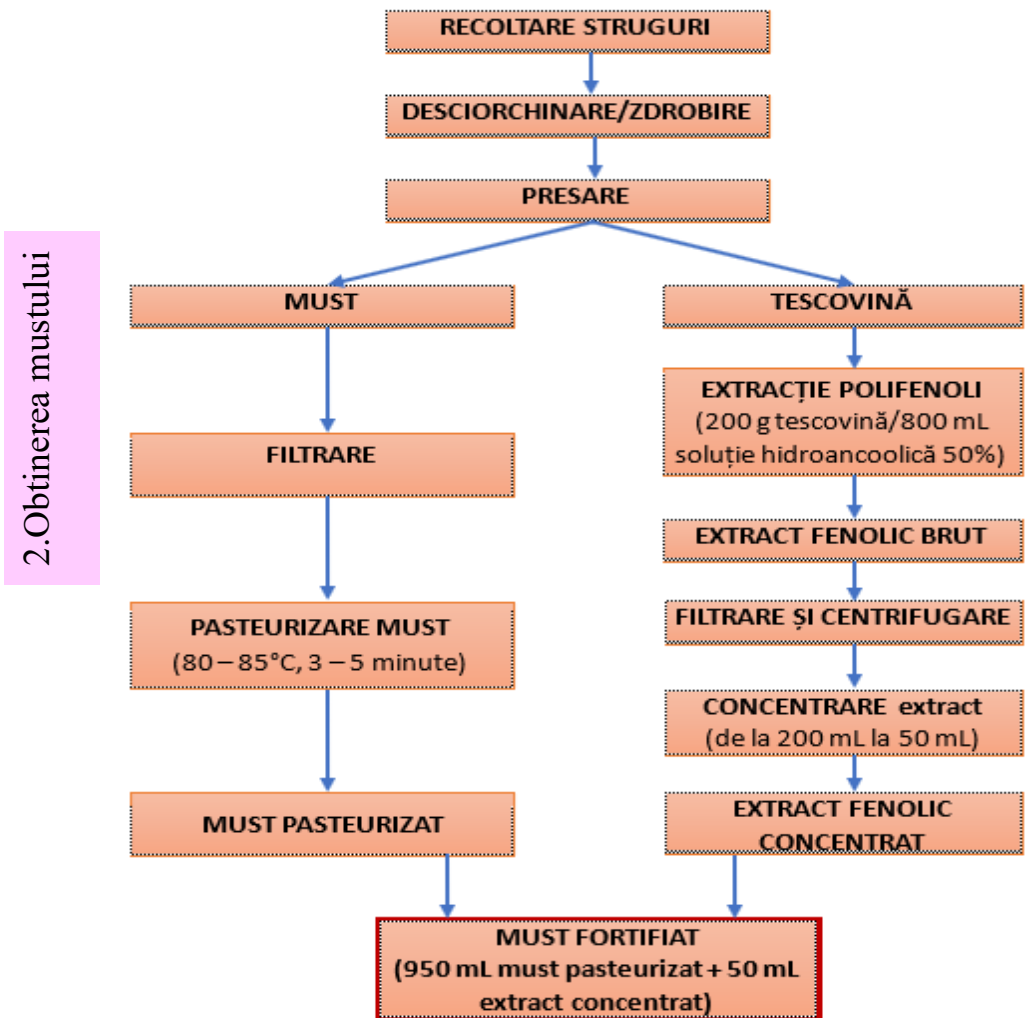 2.Obtinerea mustului
RECOLTARE STRUGURI
DESCIORCHINARE/ZDROBIRE
PRESARE
MUST
FILTRARE
PASTEURIZARE MUST
(80 – 85°C, 3 – 5 minute)
MUST PASTEURIZAT
TESCOVINĂ
EXTRACȚIE POLIFENOLI
(200 g tescovină/800 mL
soluție hidroancoolică 50%)
EXTRACT FENOLIC BRUT
FILTRARE ȘI CENTRIFUGARE
CONCENTRARE extract
(de la 200 mL la 50 mL)
EXTRACT FENOLIC
CONCENTRAT
MUST FORTIFIAT
(950 mL must pasteurizat + 50 mL
extract concentrat)